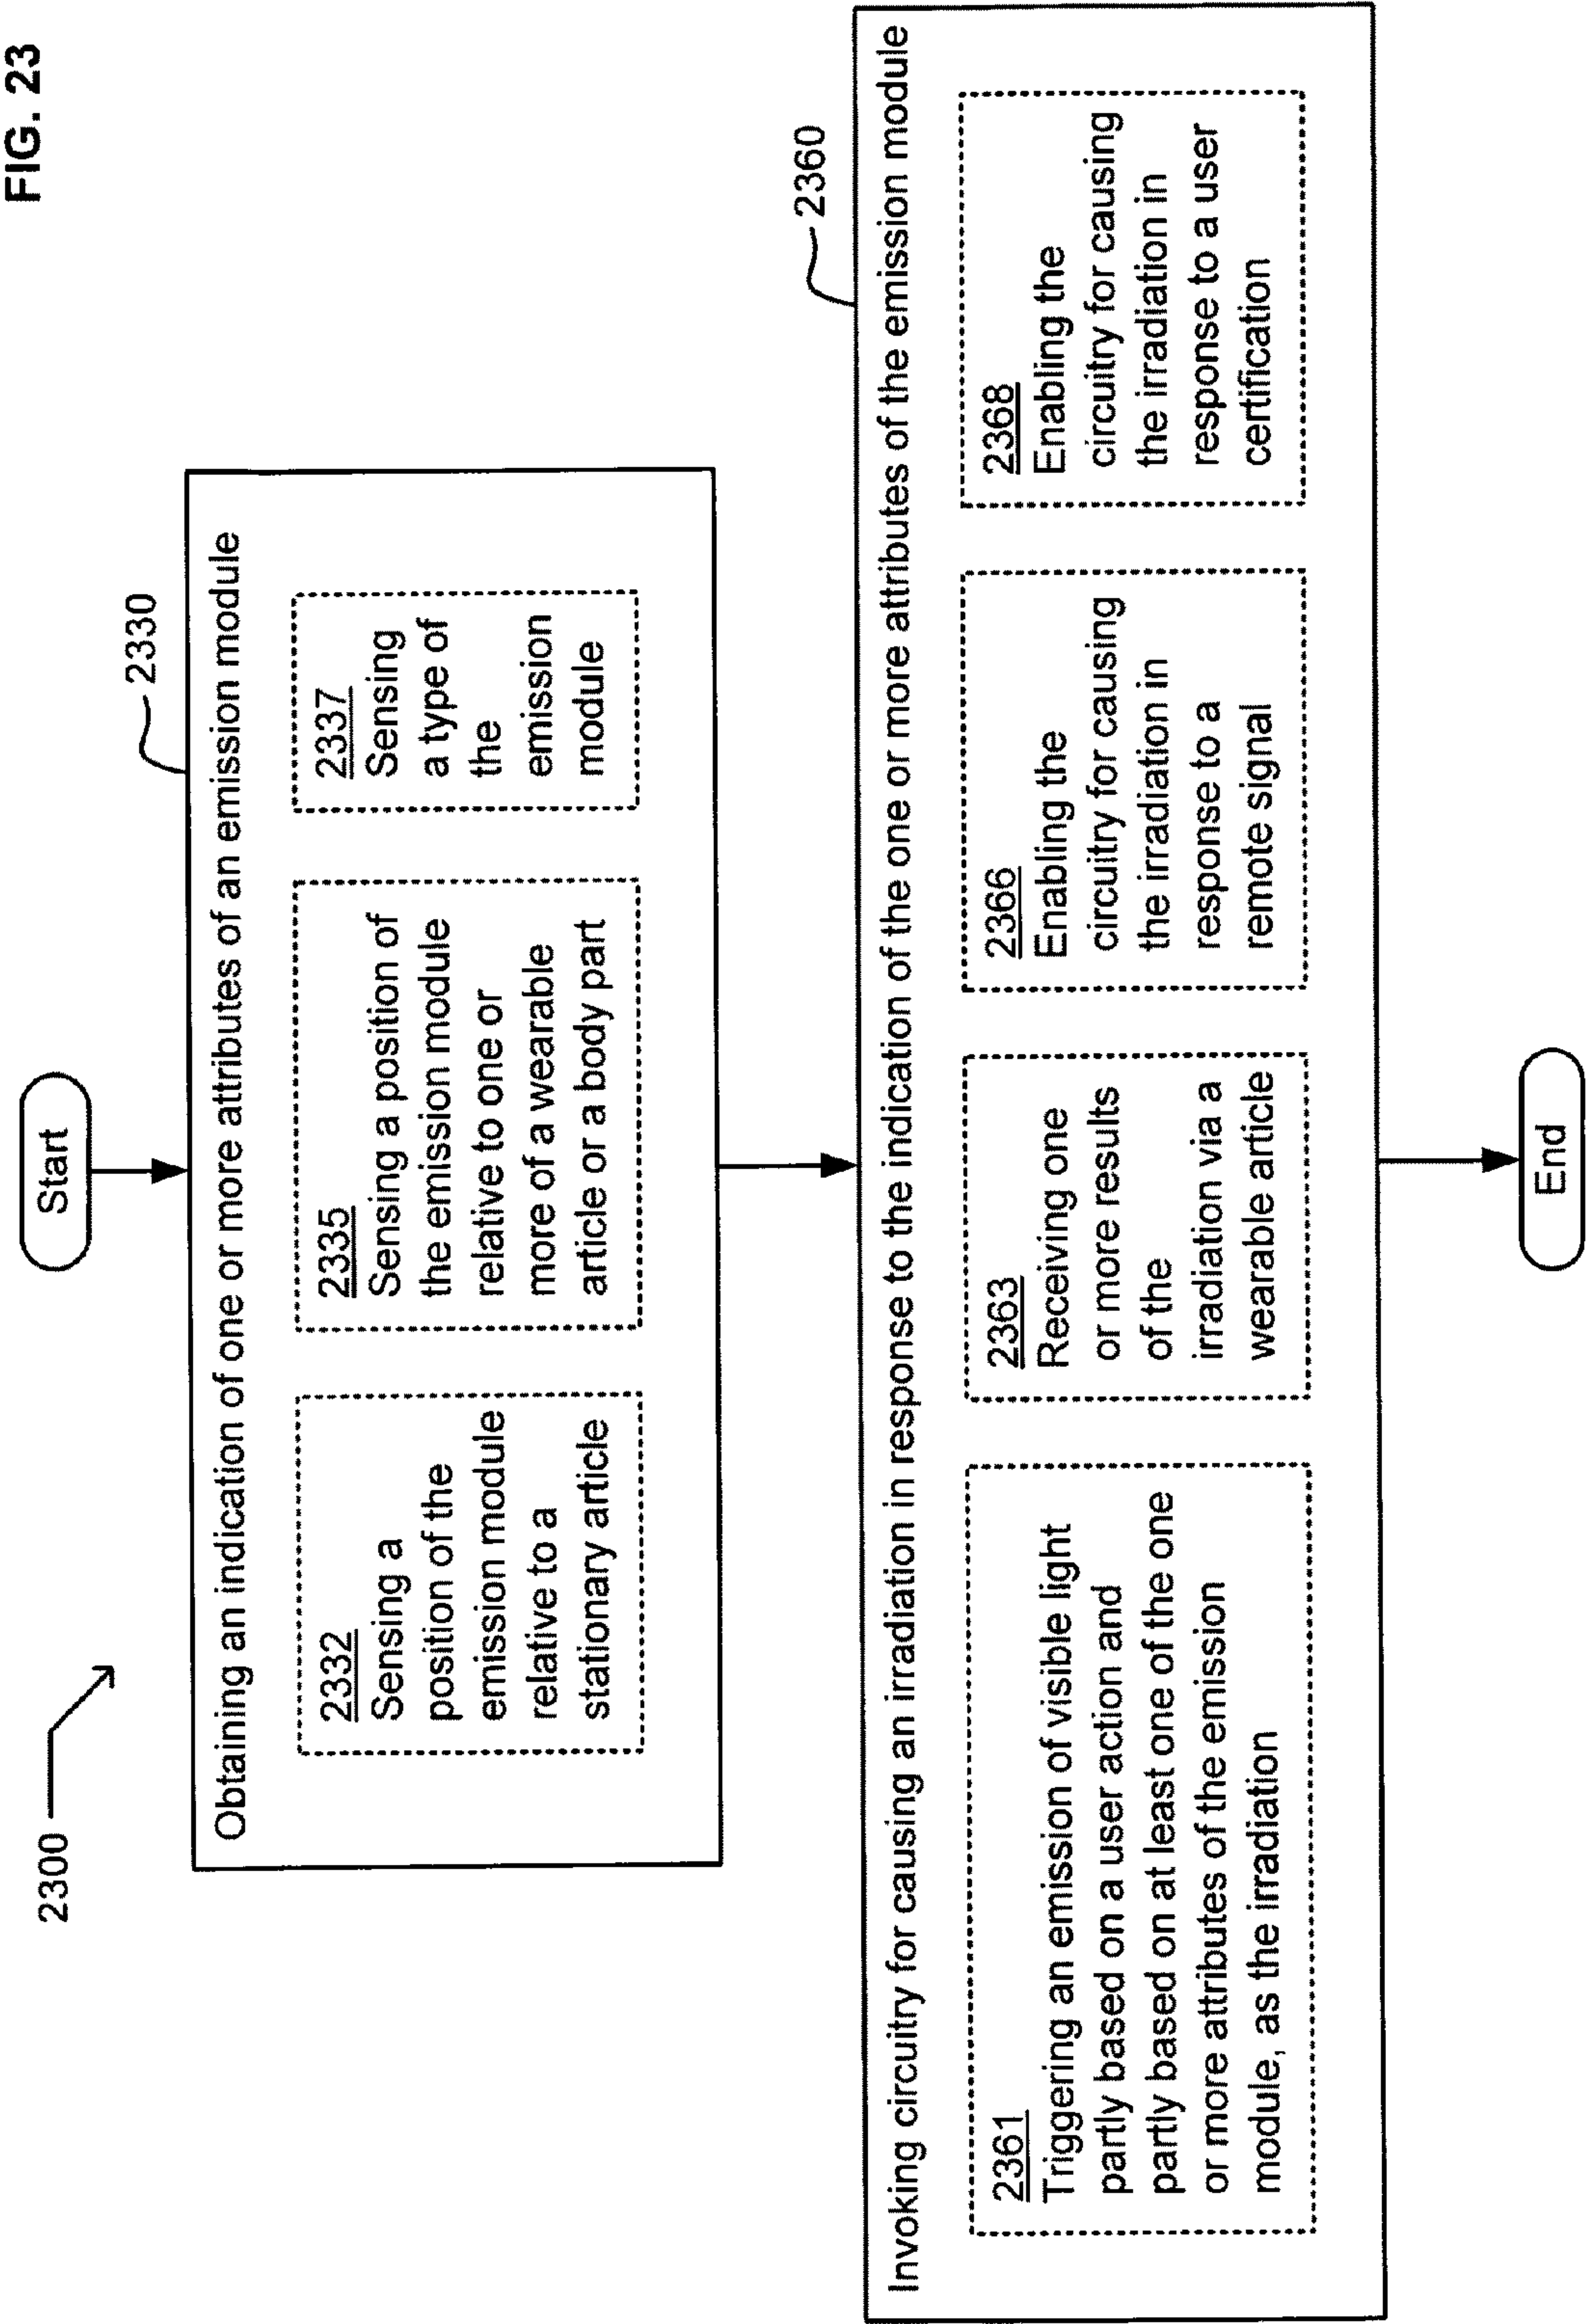 FIG. 23
2300
Start
2330
Obtaining an indication of one or more attributes of an emission module
2332
Sensing a
position of the
emission module
relative to a
stationary article
2335
Sensing a position of
the emission module
relative to one or
more of a wearable
article or a body part
2337
Sensing
a type of
the
emission
module
2360
Invoking circuitry for causing an irradiation in response to the indication of the one or more attributes of the emission module
2361
Triggering an emission of visible light
partly based on a user action and
partly based on at least one of the one
or more attributes of the emission
module, as the irradiation
2363
Receiving one
or more results
of the
irradiation via a
wearable article
2366
Enabling the
circuitry for causing
the irradiation in
response to a
remote signal
2368
Enabling the
circuitry for causing
the irradiation in
response to a user
certification
End